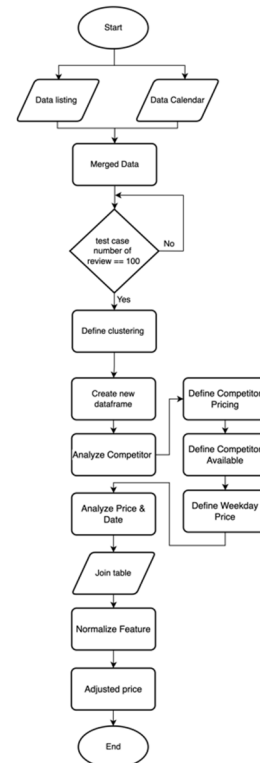 Start
Data listing
Data Calendar
Merged Data
test case
number of
review == 100
No
Yes
Define clustering
Create new
dataframe
Analyze Competitor
Define Competitor
Pricing
Define Competitor
Available
Define Weekday
Price
Analyze Price &
Date
Join table
Normalize Feature
Adjusted price
End